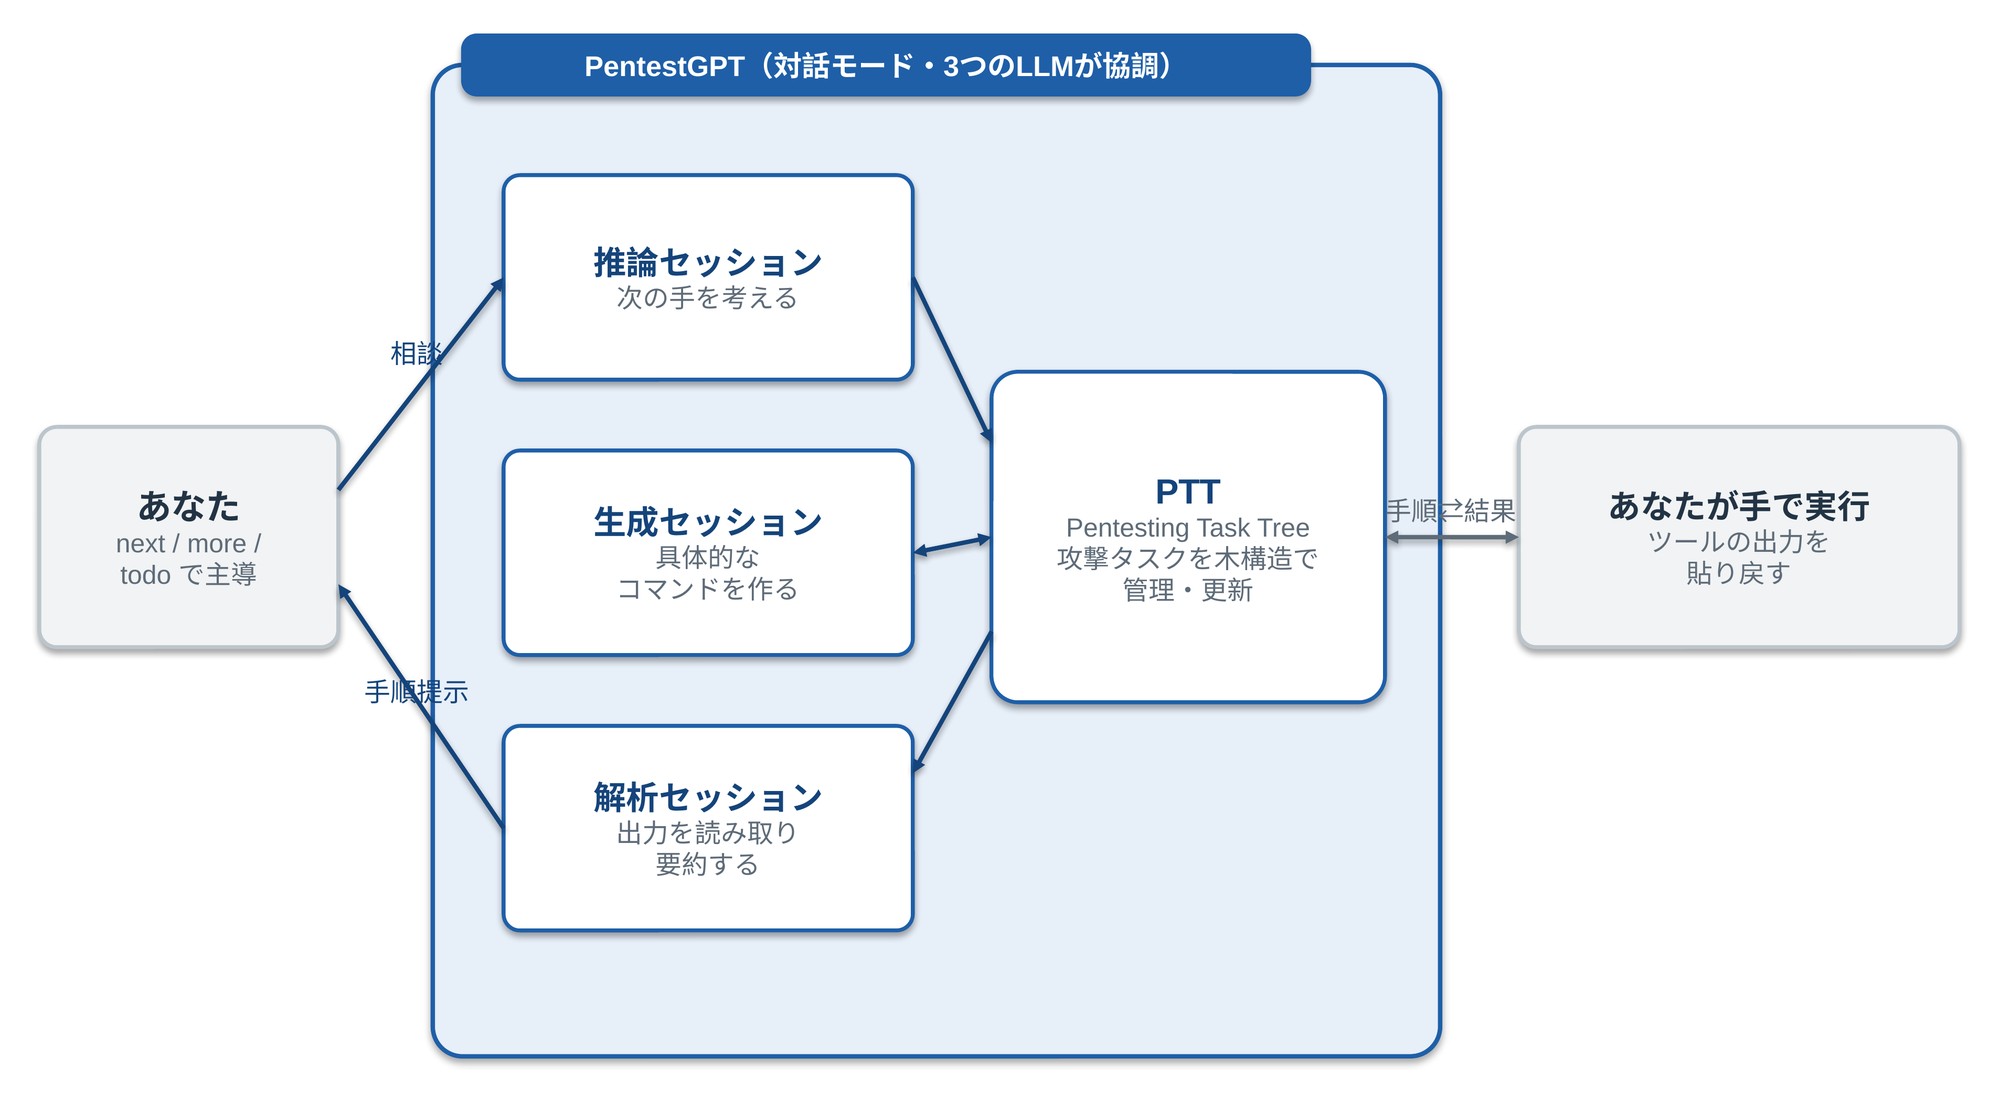 PentestGPT（対話モード・3つのLLMが協調）
推論セッション
次の手を考える
相談
あなた
next / more /
todo で主導
生成セッション
具体的な
コマンドを作る
PTT
Pentesting Task Tree
攻撃タスクを木構造で
管理・更新
手順⇄結果
あなたが手で実行
ツールの出力を
貼り戻す
手順提示
解析セッション
出力を読み取り
要約する